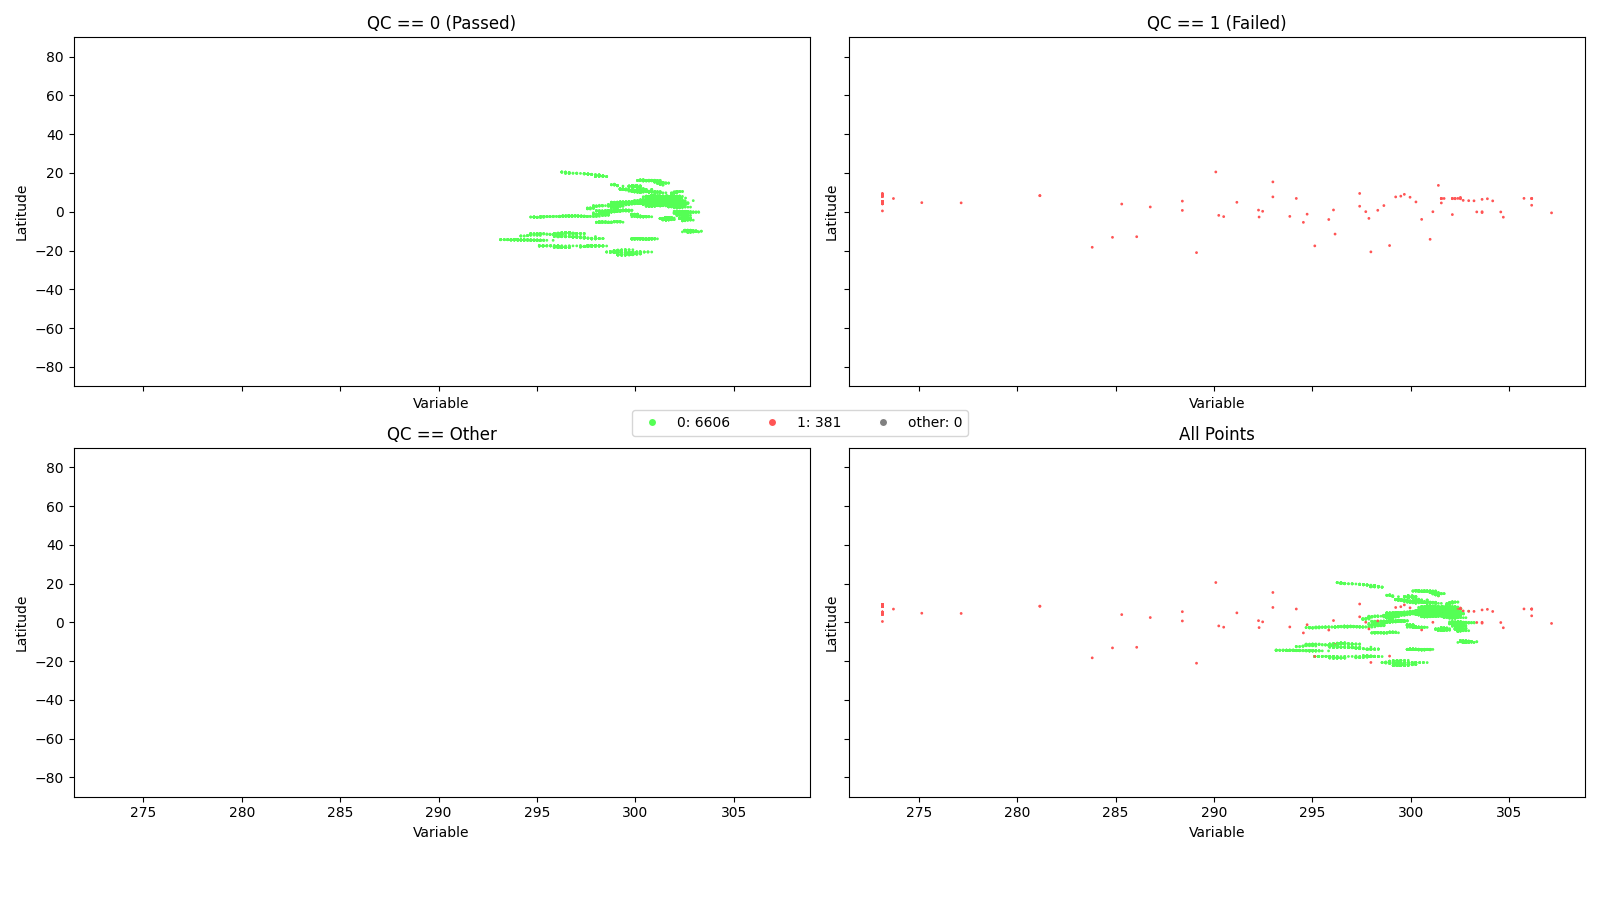 QC == 0 (Passed)
QC == 1 (Failed)
80
60
40
20
0
−20
−40
−60
−80
Latitude
Latitude
Variable
Variable
0: 6606
1: 381
other: 0
QC == Other
All Points
80
60
40
20
0
−20
−40
−60
−80
Latitude
Latitude
275
280
285
290
295
300
305
275
280
285
290
295
300
305
Variable
Variable